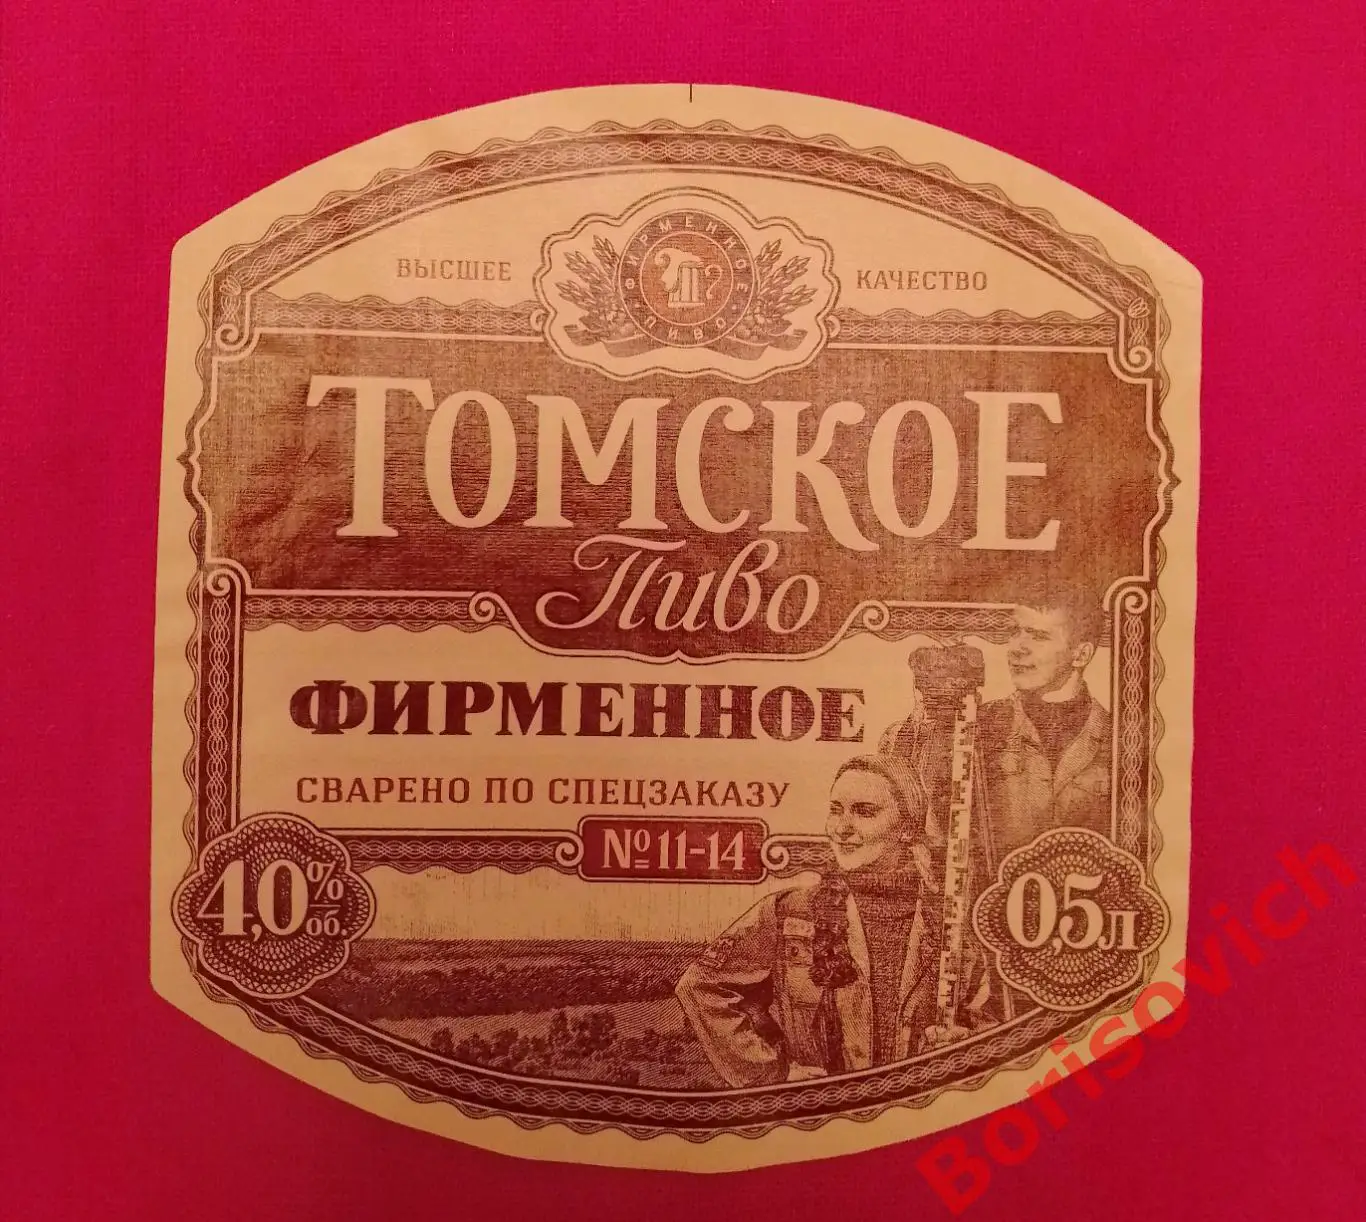 ВЫСШЕЕ КАЧЕСТВО
ФИРМЕННОЕ ПИВО
ТОМСКОЕ
Пиво
ФИРМЕННОЕ
СВАРЕНО ПО СПЕЦЗАКАЗУ
№11-14
4,0% об.
0,5л
Borisovich